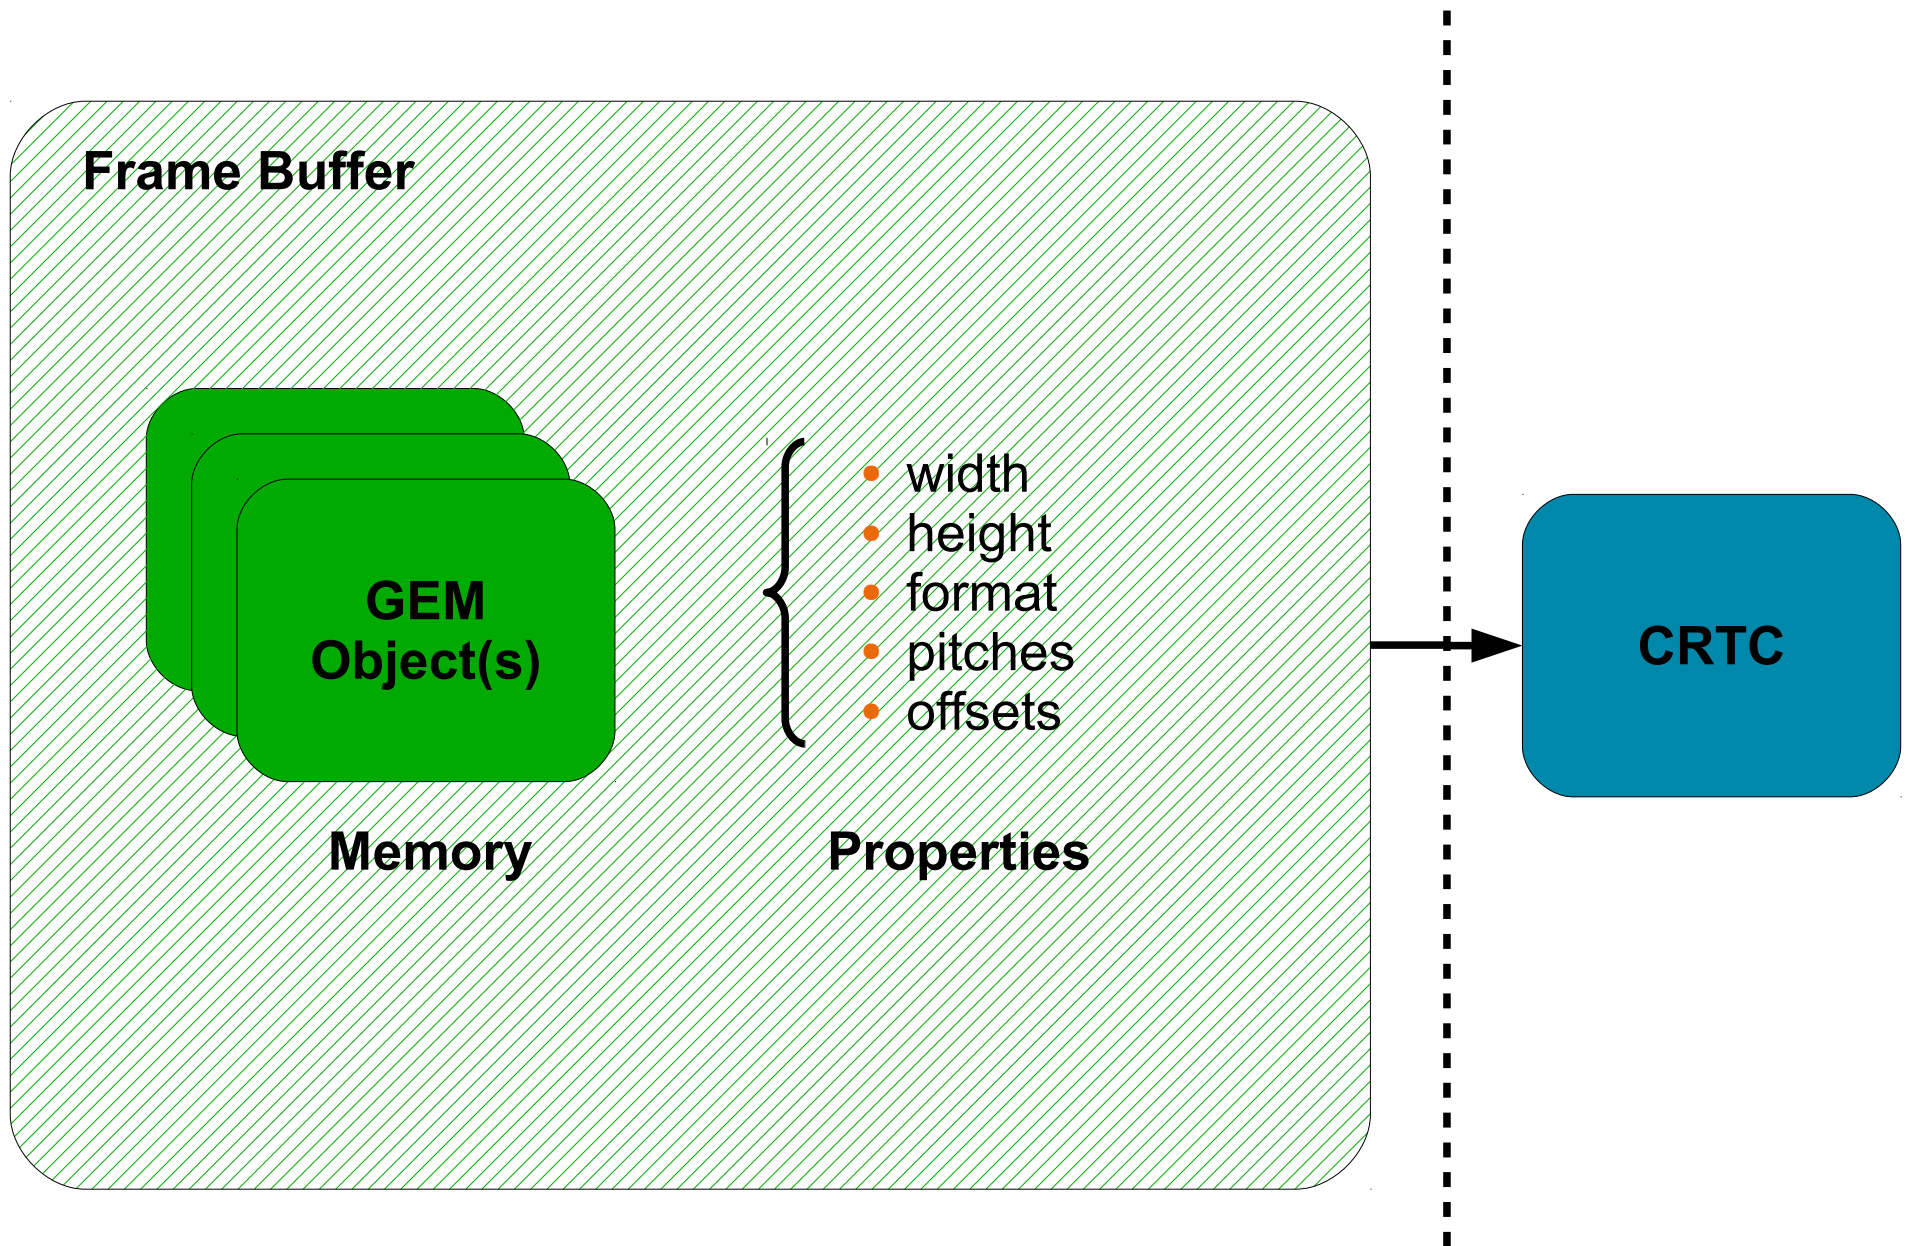 Frame Buffer
GEM
Object(s)
Memory
width
height
format
pitches
offsets
Properties
CRTC